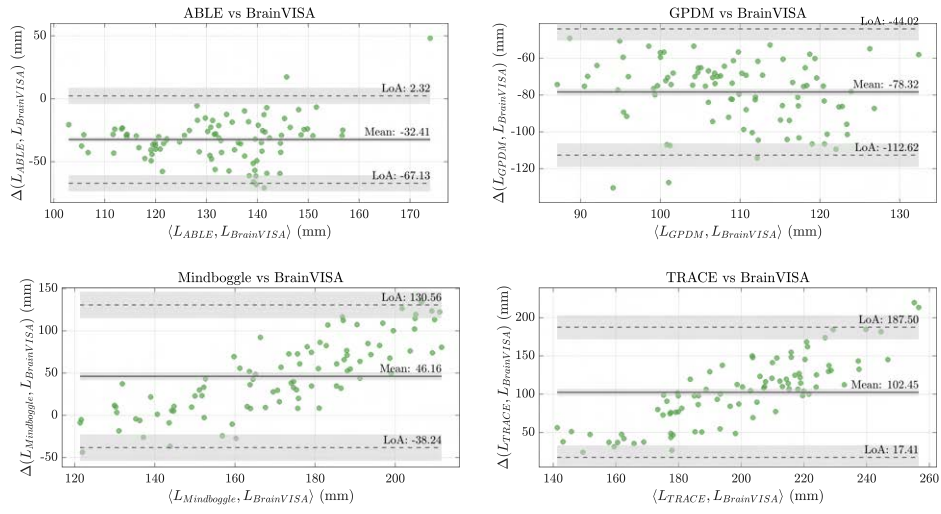 ABLE vs BrainVISA
Δ(L_ABLE, L_BrainVISA) (mm)
50
0
-50
LoA: 2.32
Mean: -32.41
LoA: -67.13
100 110 120 130 140 150 160 170
⟨L_ABLE, L_BrainVISA⟩ (mm)
GPDM vs BrainVISA
Δ(L_GPDM, L_BrainVISA) (mm)
-60
-80
-100
-120
LoA: -44.02
Mean: -78.32
LoA: -112.62
90 100 110 120 130
⟨L_GPDM, L_BrainVISA⟩ (mm)
Mindboggle vs BrainVISA
Δ(L_Mindboggle, L_BrainVISA) (mm)
150
100
50
0
-50
LoA: 130.56
Mean: 46.16
LoA: -38.24
120 140 160 180 200
⟨L_Mindboggle, L_BrainVISA⟩ (mm)
TRACE vs BrainVISA
Δ(L_TRACE, L_BrainVISA) (mm)
200
150
100
50
LoA: 187.50
Mean: 102.45
LoA: 17.41
140 160 180 200 220 240 260
⟨L_TRACE, L_BrainVISA⟩ (mm)